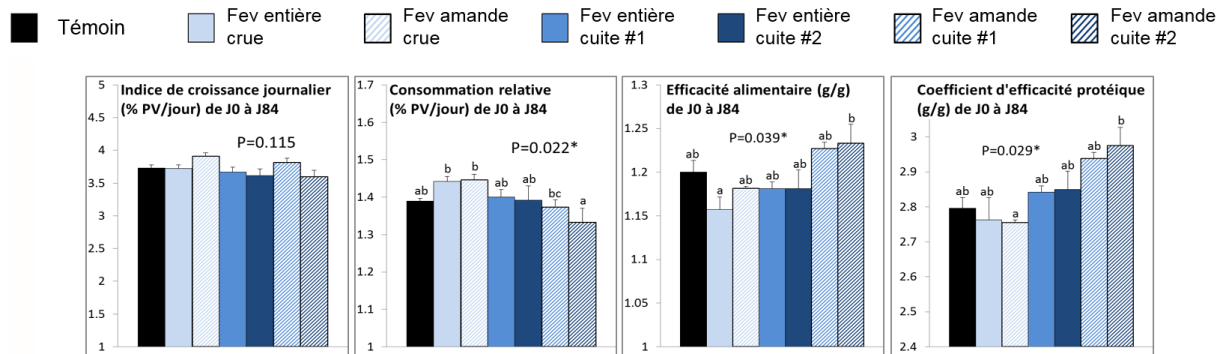 Témoin
Fev entière
crue
Fev amande
crue
Fev entière
cuite #1
Fev entière
cuite #2
Fev amande
cuite #1
Fev amande
cuite #2
Indice de croissance journalier
(% PV/jour) de J0 à J84
P=0.115
5
4.5
4
3.5
3
2.5
2
1.5
1
Consommation relative
(% PV/jour) de J0 à J84
P=0.022*
1.7
1.6
1.5
1.4
1.3
1.2
1.1
1
ab
b
b
ab
ab
bc
a
Efficacité alimentaire (g/g)
de J0 à J84
P=0.039*
1.3
1.25
1.2
1.15
1.1
1.05
1
ab
a
ab
ab
ab
ab
b
Coefficient d'efficacité protéique
(g/g) de J0 à J84
P=0.029*
3
2.9
2.8
2.7
2.6
2.5
2.4
ab
ab
a
ab
ab
ab
b